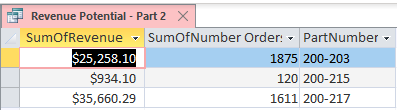 Revenue Potential - Part 2
SumOfRevenue SumOfNumber Orders PartNumber
$25,258.10 1875 200-203
$934.10 120 200-215
$35,660.29 1611 200-217